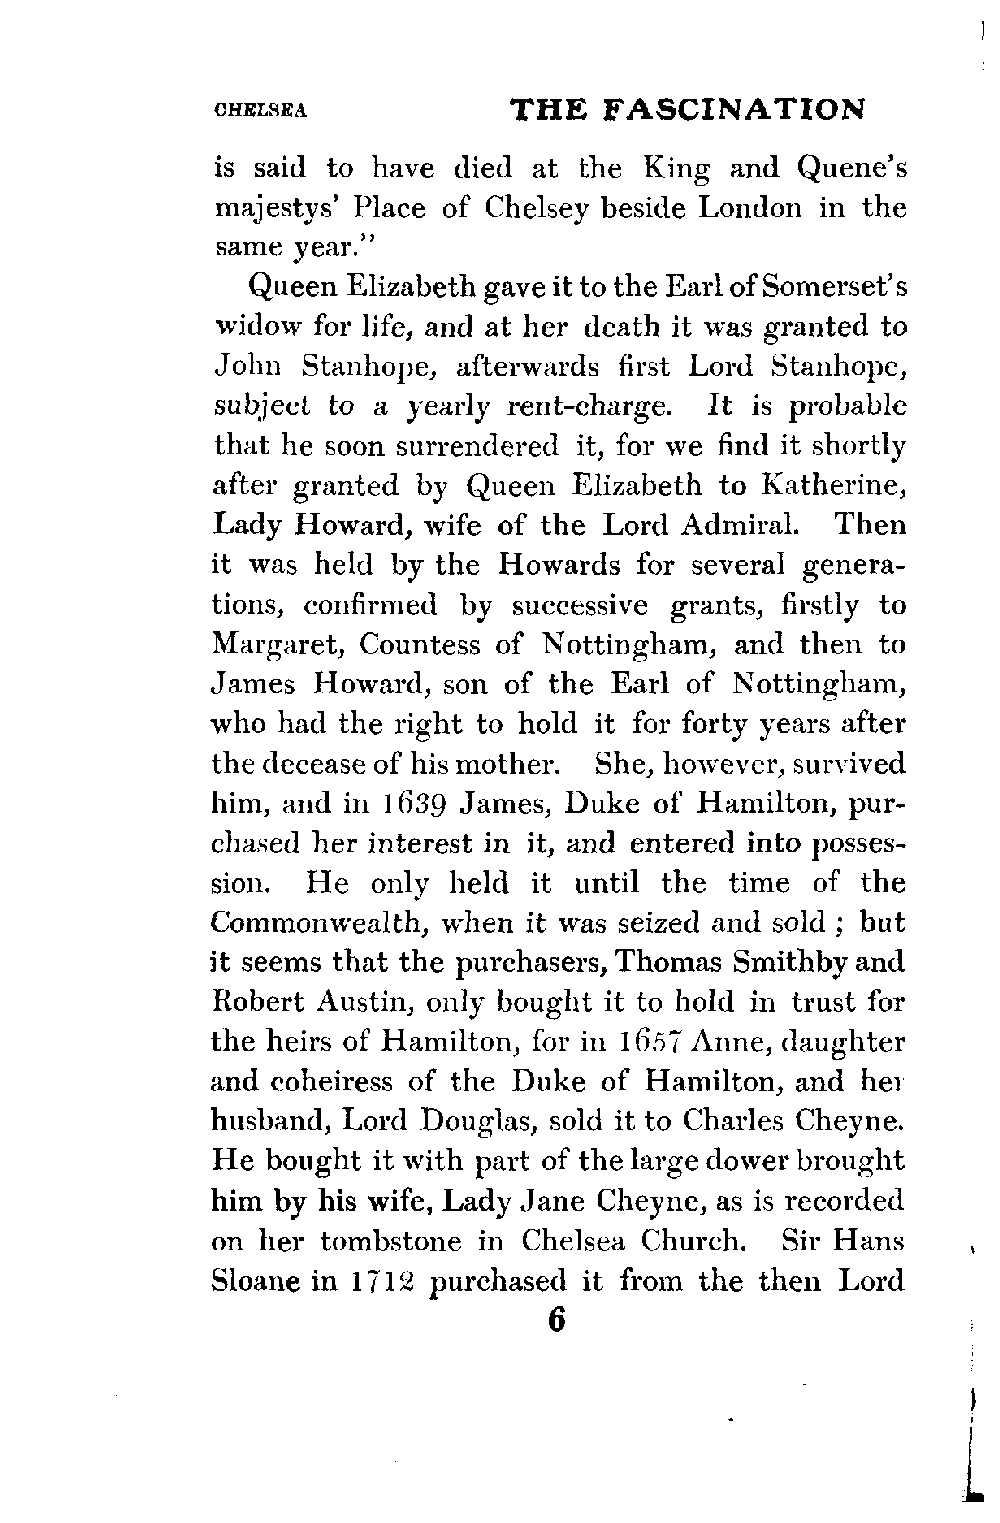 CHELSEA THE FASCINATION
is said to have died at the King and Quene's
majestys' Place of Chelsey beside London in the
same year."
Queen Elizabeth gave it to the Earl of Somerset's
widow for life, and at her death it was granted to
John Stanhope, afterwards first Lord Stanhope,
subject to a yearly rent-charge. It is probable
that he soon surrendered it, for we find it shortly
after granted by Queen Elizabeth to Katherine,
Lady Howard, wife of the Lord Admiral. Then
it was held by the Howards for several genera-
tions, confirmed by successive grants, firstly to
Margaret, Countess of Nottingham, and then to
James Howard, son of the Earl of Nottingham,
who had the right to hold it for forty years after
the decease of his mother. She, however, survived
him, and in 1639 James, Duke of Hamilton, pur-
chased her interest in it, and entered into posses-
sion. He only held it until the time of the
Commonwealth, when it was seized and sold ; but
it seems that the purchasers, Thomas Smithby and
Robert Austin, only bought it to hold in trust for
the heirs of Hamilton, for in 1657 Anne, daughter
and coheiress of the Duke of Hamilton, and her
husband, Lord Douglas, sold it to Charles Cheyne.
He bought it with part of the large dower brought
him by his wife, Lady Jane Cheyne, as is recorded
on her tombstone in Chelsea Church. Sir Hans
Sloane in 1712 purchased it from the then Lord
6